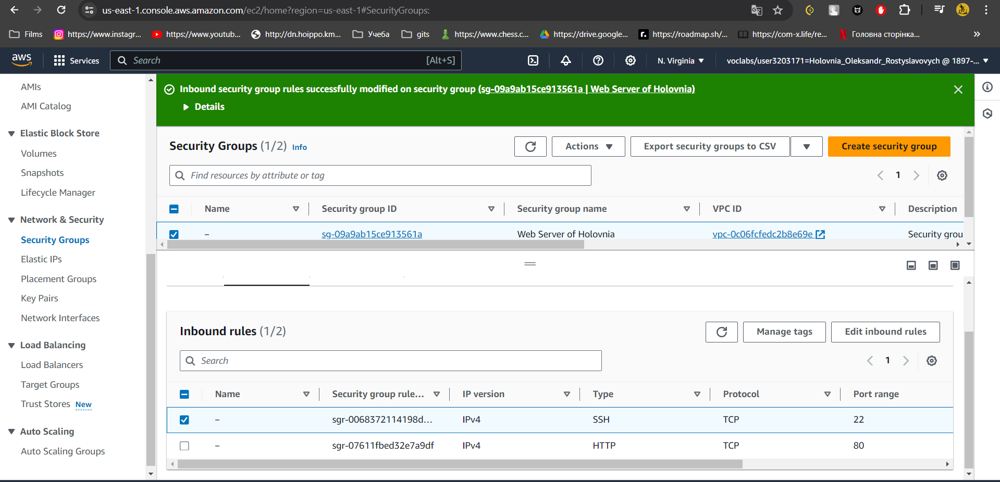 us-east-1.console.aws.amazon.com/ec2/home?region=us-east-1#SecurityGroups:
Films https://www.instagr... https://www.youtub... http://dn.hoippo.km... Учеба gits https://www.chess.c... https://drive.google... https://roadmap.sh/... https://com-x.life/re... Головна сторінка... »
aws Services Search [Alt+S] N. Virginia voclabs/user3203171=Holovnia_Oleksandr_Rostyslavovych @ 1897-...
AMIs
AMI Catalog
Elastic Block Store
Volumes
Snapshots
Lifecycle Manager
Network & Security
Security Groups
Elastic IPs
Placement Groups
Key Pairs
Network Interfaces
Load Balancing
Load Balancers
Target Groups
Trust Stores New
Auto Scaling
Auto Scaling Groups
Inbound security group rules successfully modified on security group (sg-09a9ab15ce913561a | Web Server of Holovnia)
Details
Security Groups (1/2) Info Actions Export security groups to CSV Create security group
Find resources by attribute or tag 1
Name Security group ID Security group name VPC ID Description
– sg-09a9ab15ce913561a Web Server of Holovnia vpc-0c06fcfedc2b8e69e Security grou
Inbound rules (1/2) Manage tags Edit inbound rules
Search 1
Name Security group rule... IP version Type Protocol Port range
– sgr-0068372114198d... IPv4 SSH TCP 22
– sgr-07611fbed32e7a9df IPv4 HTTP TCP 80